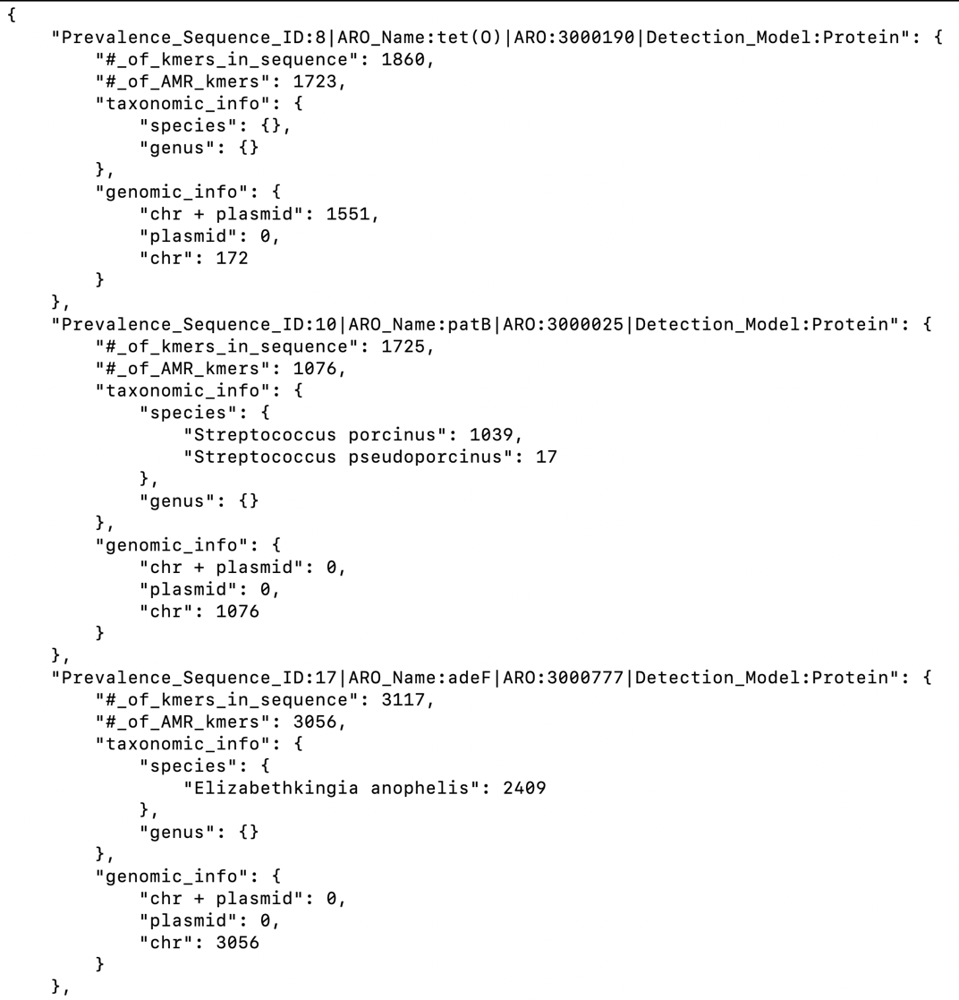 {
    "Prevalence_Sequence_ID:8|ARO_Name:tet(O)|ARO:3000190|Detection_Model:Protein": {
        "#_of_kmers_in_sequence": 1860,
        "#_of_AMR_kmers": 1723,
        "taxonomic_info": {
            "species": {},
            "genus": {}
        },
        "genomic_info": {
            "chr + plasmid": 1551,
            "plasmid": 0,
            "chr": 172
        }
    },
    "Prevalence_Sequence_ID:10|ARO_Name:patB|ARO:3000025|Detection_Model:Protein": {
        "#_of_kmers_in_sequence": 1725,
        "#_of_AMR_kmers": 1076,
        "taxonomic_info": {
            "species": {
                "Streptococcus porcinus": 1039,
                "Streptococcus pseudoporcinus": 17
            },
            "genus": {}
        },
        "genomic_info": {
            "chr + plasmid": 0,
            "plasmid": 0,
            "chr": 1076
        }
    },
    "Prevalence_Sequence_ID:17|ARO_Name:adeF|ARO:3000777|Detection_Model:Protein": {
        "#_of_kmers_in_sequence": 3117,
        "#_of_AMR_kmers": 3056,
        "taxonomic_info": {
            "species": {
                "Elizabethkingia anophelis": 2409
            },
            "genus": {}
        },
        "genomic_info": {
            "chr + plasmid": 0,
            "plasmid": 0,
            "chr": 3056
        }
    },